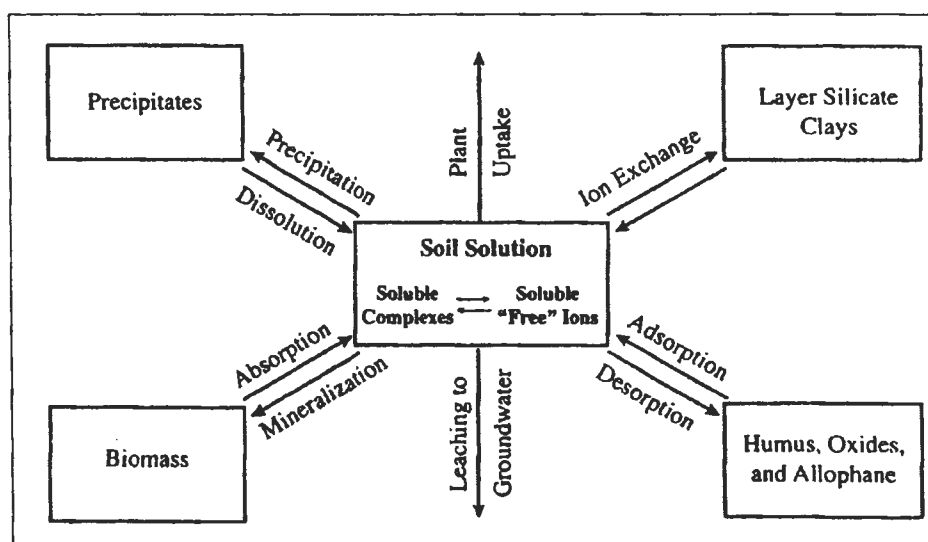 Precipitates
Plant
Uptake
Layer Silicate
Clays
Precipitation
Dissolution
Ion Exchange
Soil Solution
Soluble
Complexes
Soluble
"Free" Ions
Absorption
Mineralization
Adsorption
Desorption
Biomass
Leaching to
Groundwater
Humus, Oxides,
and Allophane